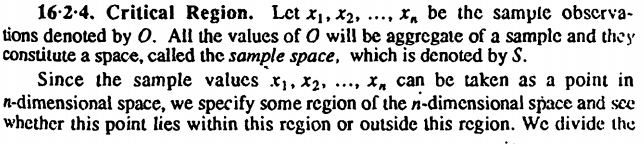 16·2·4. Critical Region. Let x₁, x₂, ..., xₙ be the sample observa-
tions denoted by O. All the values of O will be aggregate of a sample and they
constitute a space, called the sample space, which is denoted by S.
Since the sample values x₁, x₂, ..., xₙ can be taken as a point in
n-dimensional space, we specify some region of the n-dimensional space and see
whether this point lies within this region or outside this region. We divide the